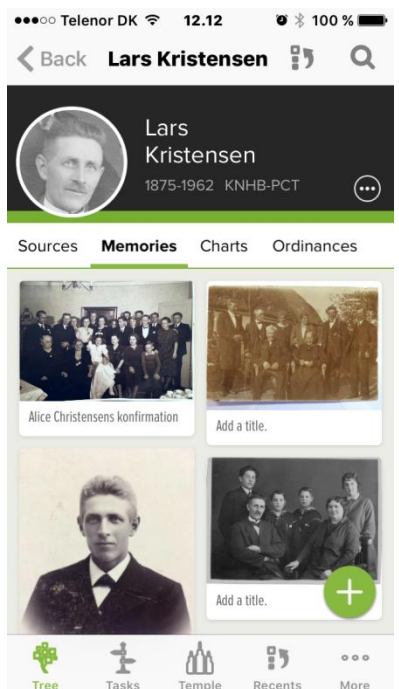 Telenor DK 12.12 100 %
Back Lars Kristensen
Lars
Kristensen
1875-1962 KNHB-PCT
Sources Memories Charts Ordinances
Alice Christensens konfirmation
Add a title.
Add a title.
Tree Tasks Temple Recents More